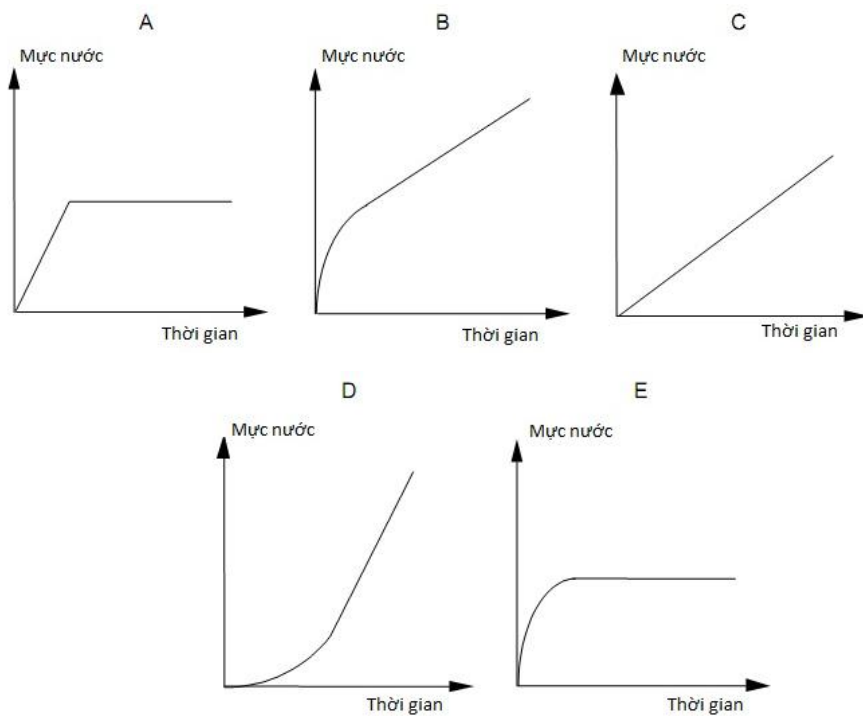 A
B
C
Mực nước
Mực nước
Mực nước
Thời gian
Thời gian
Thời gian
D
E
Mực nước
Mực nước
Thời gian
Thời gian